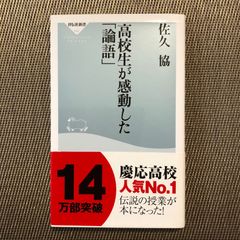 佐久 協
高校生が感動した
「論語」
祥伝社新書
14
万部突破
慶応高校
人気No.1
伝説の授業が
本になった!